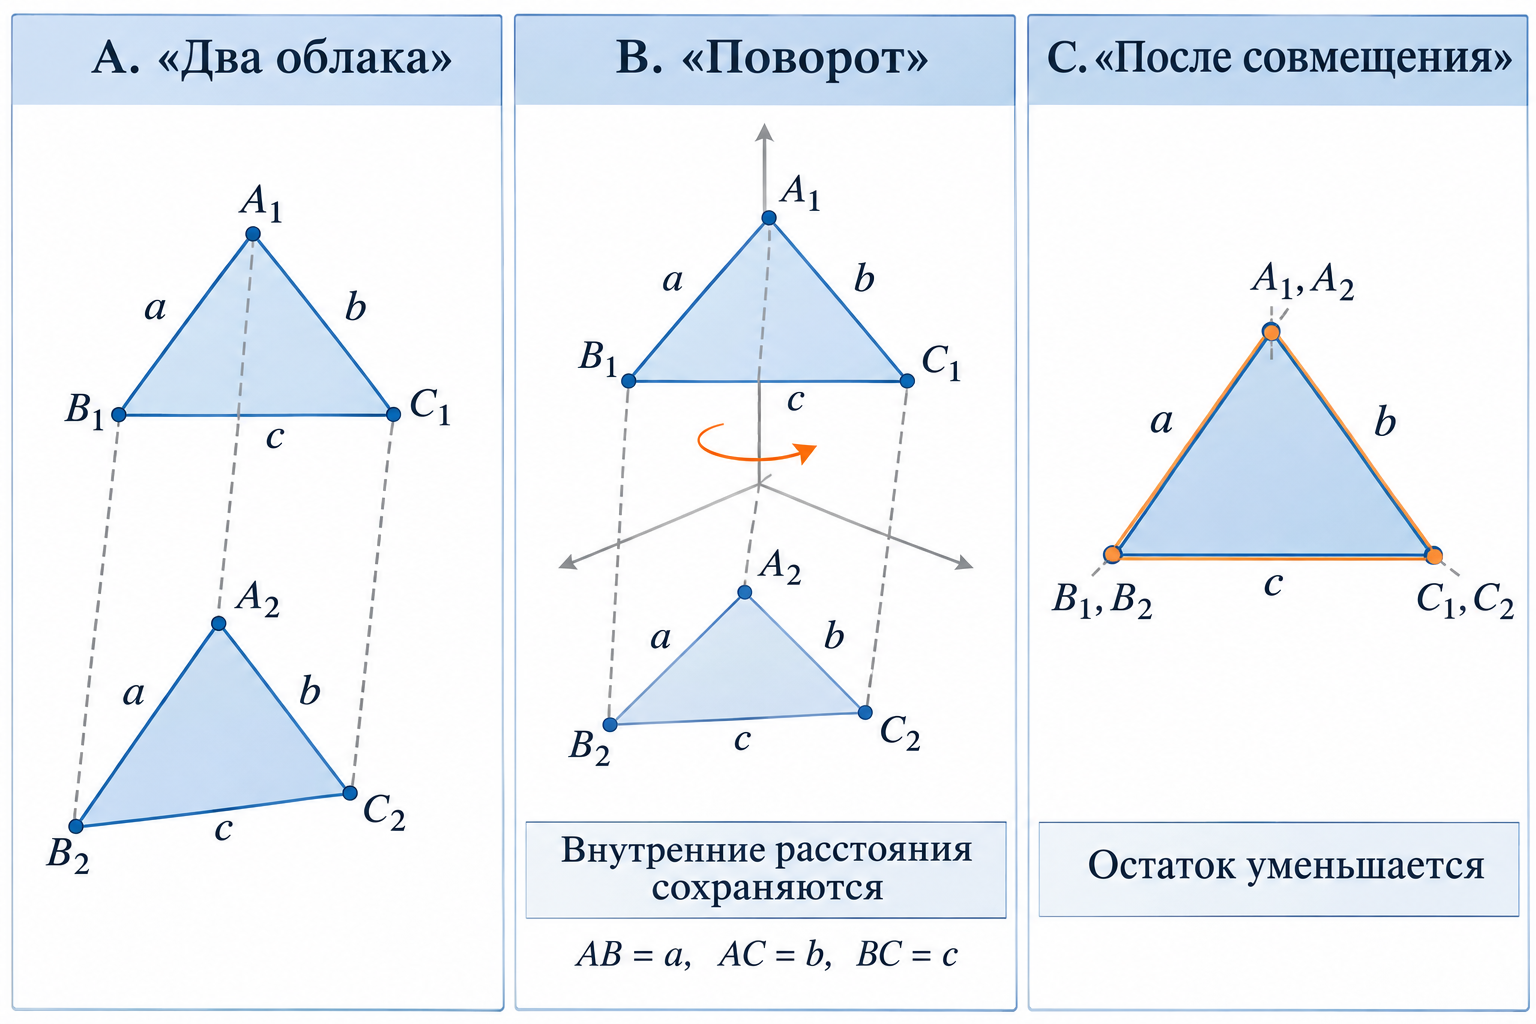 A. «Два облака»
A₁
a
b
B₁
C₁
c
A₂
a
b
C₂
c
B₂
B. «Поворот»
A₁
a
b
B₁
C₁
c
A₂
a
b
B₂
c
C₂
Внутренние расстояния
сохраняются
AB = a, AC = b, BC = c
C. «После совмещения»
A₁, A₂
a
b
B₁, B₂
c
C₁, C₂
Остаток уменьшается